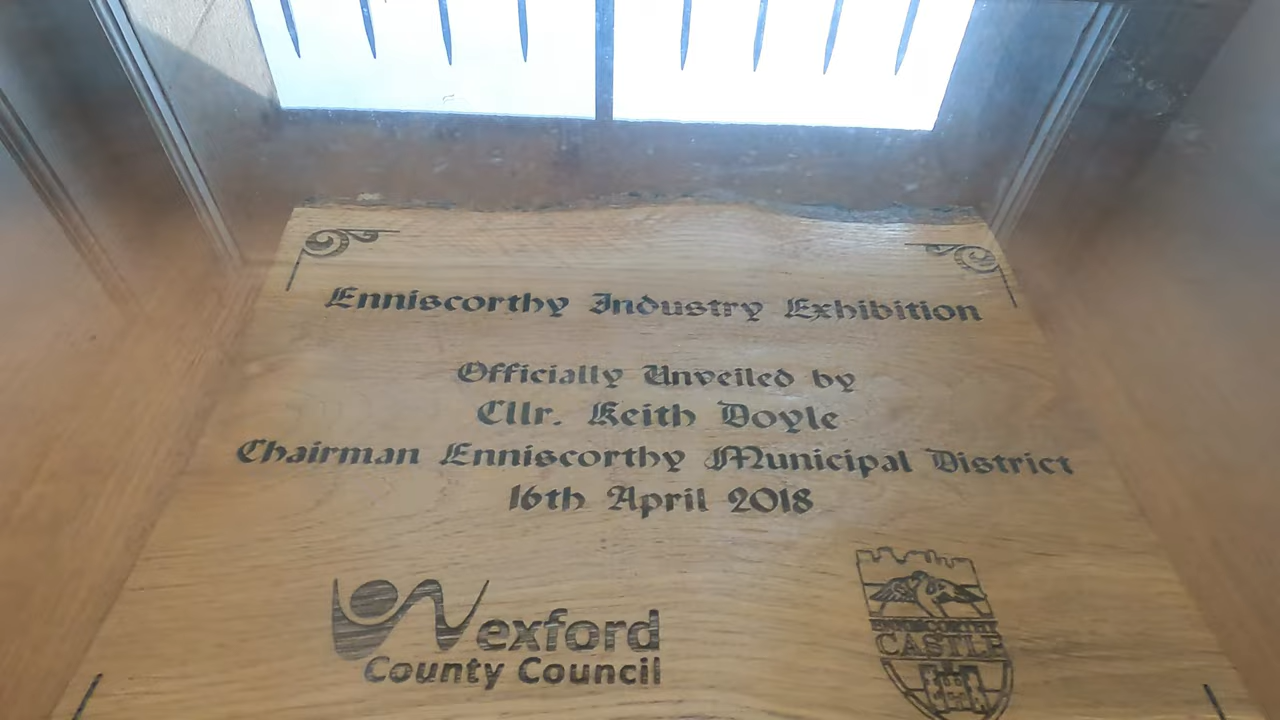 Enniscorthy Industry Exhibition
Officially Unveiled by
Cllr. Keith Doyle
Chairman Enniscorthy Municipal District
16th April 2018
Wexford
County Council
ENNISCORTHY
CASTLE